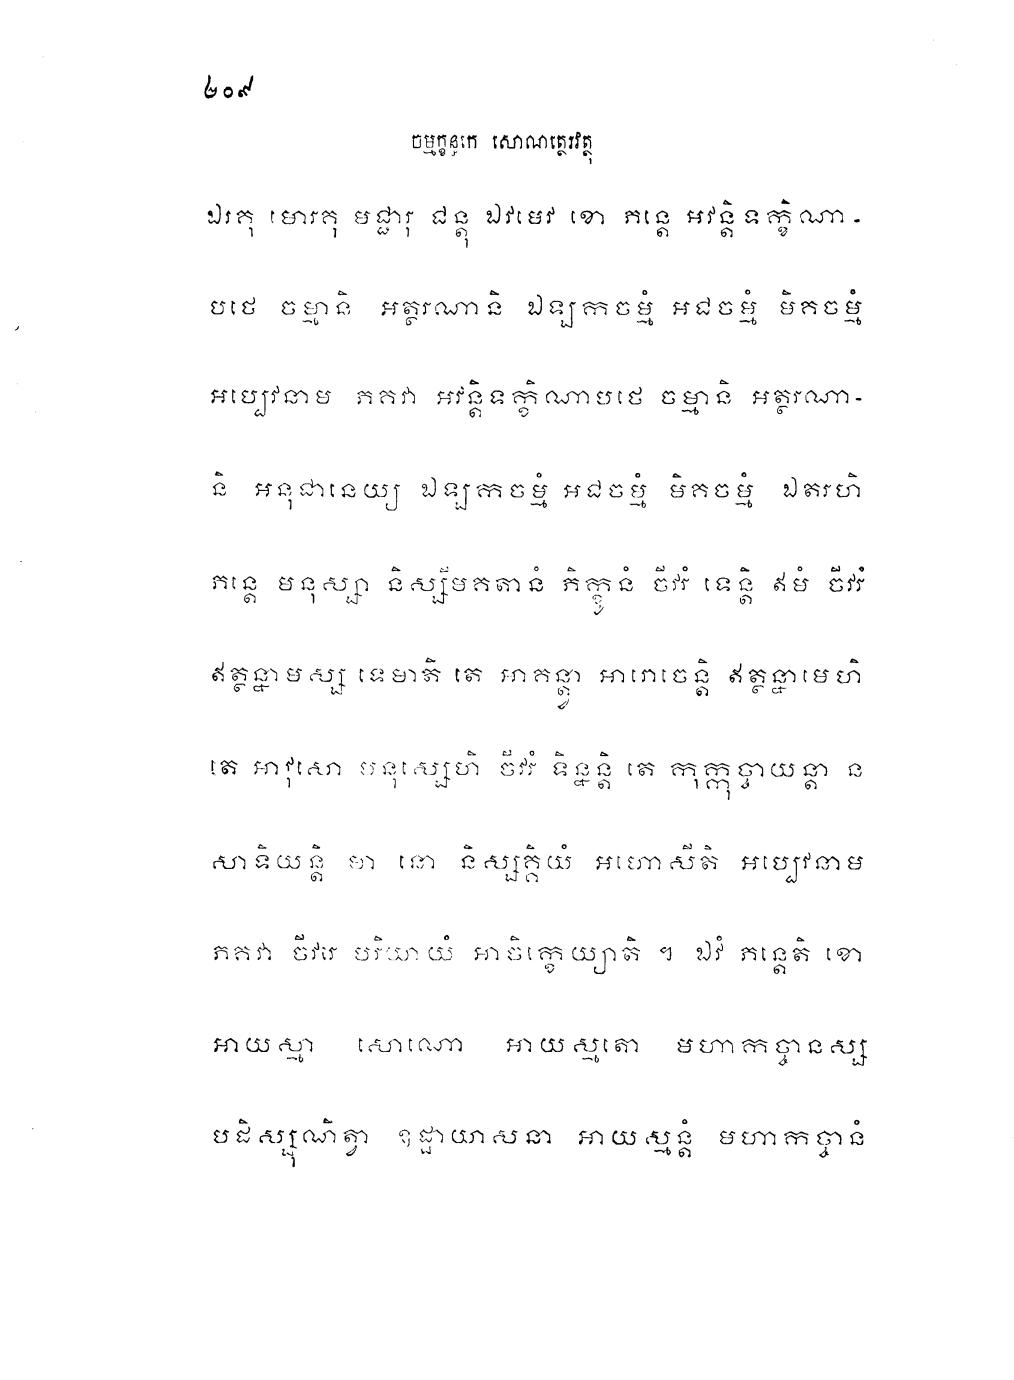 ៤០៩
ចម្មក្ខន្ធកេ សោណត្ថេរវត្ថុ
ឯរគុ មោរគុ មជ្ឈារុ ជន្តុ ឯវមេវ ខោ ភន្តេ អវន្តិទក្ខិណា-
បថេ ចម្មានិ អត្ថរណានិ ឯឡកចម្មំ អជចម្មំ មិគចម្មំ
អប្បេវនាម ភគវា អវន្តិទក្ខិណាបថេ ចម្មានិ អត្ថរណា-
និ អនុជានេយ្យ ឯឡកចម្មំ អជចម្មំ មិគចម្មំ ឯតរហិ
ភន្តេ មនុស្សា និស្សីមគតានំ ភិក្ខូនំ ចីវរំ ទេន្តិ ឥមំ ចីវរំ
ឥត្ថន្នាមស្ស ទេមាតិ តេ អាគន្ត្វា អារោចេន្តិ ឥត្ថន្នាមេហិ
តេ អាវុសោ មនុស្សេហិ ចីវរំ ទិន្នន្តិ តេ កុក្កុច្ចាយន្តា ន
សាទិយន្តិ មា នោ និស្សគ្គិយំ អហោសីតិ អប្បេវនាម
ភគវា ចីវរេ បរិយាយំ អាចិក្ខេយ្យាតិ ។ ឯវំ ភន្តេតិ ខោ
អាយស្មា សោណោ អាយស្មតោ មហាកច្ចានស្ស
បដិស្សុណិត្វា ឧដ្ឋាយាសនា អាយស្មន្តំ មហាកច្ចានំ